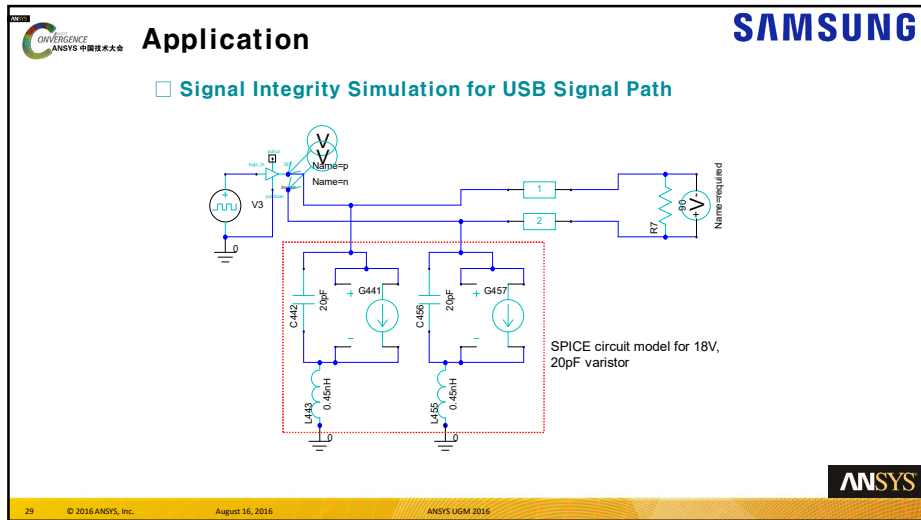 ANSYS
CONVERGENCE
ANSYS 中国技术大会
Application
SAMSUNG
Signal Integrity Simulation for USB Signal Path
logic_in
V
V
Name=p
Name=n
V3
0
1
2
R7
90
+V-
Name=required
C442
20pF
+
G441
−
L443
0.45nH
0
C456
20pF
+
G457
−
L455
0.45nH
0
SPICE circuit model for 18V,
20pF varistor
ANSYS
29 © 2016 ANSYS, Inc. August 16, 2016 ANSYS UGM 2016